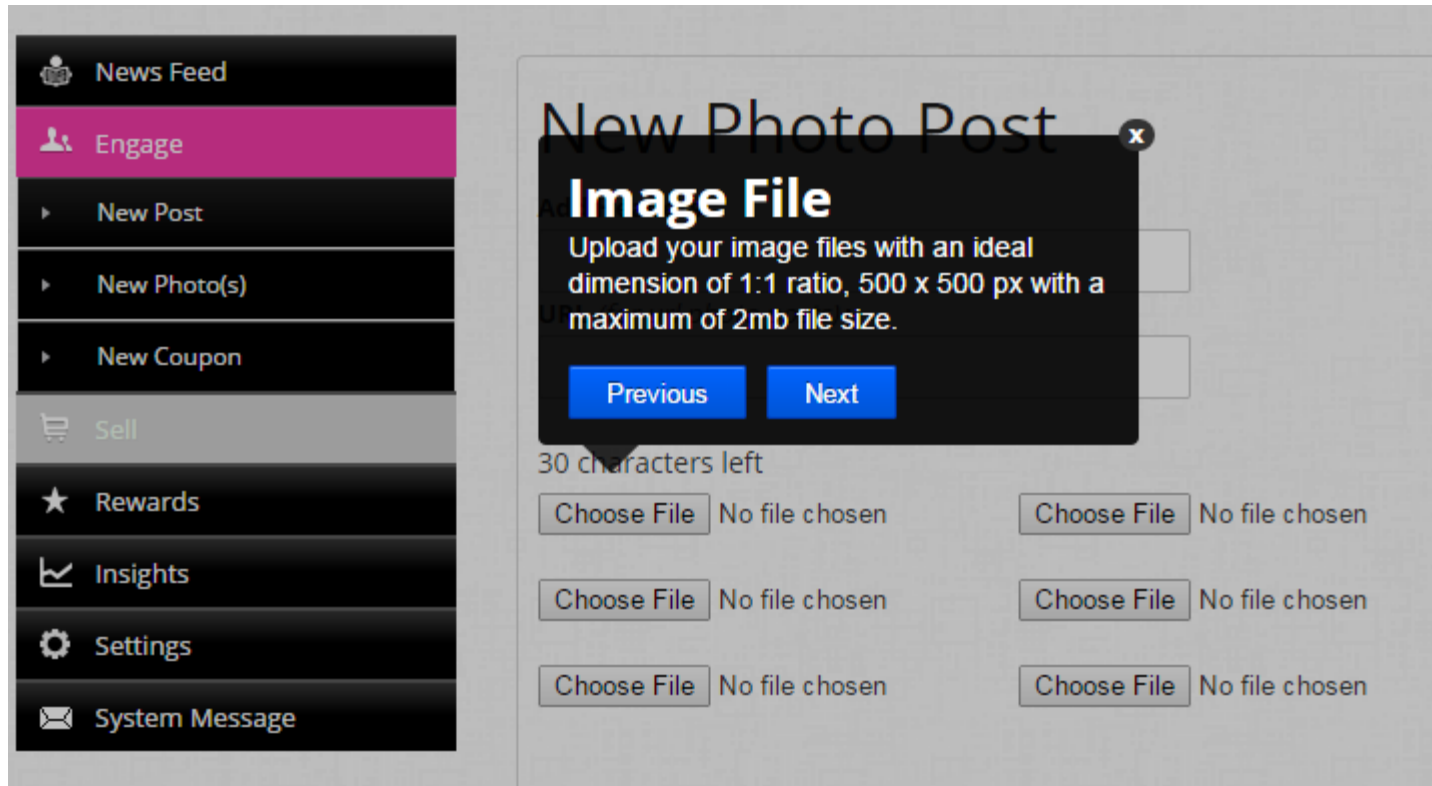 News Feed
Engage
New Post
New Photo(s)
New Coupon
Sell
Rewards
Insights
Settings
System Message
New Photo Post
x
Image File
Upload your image files with an ideal
dimension of 1:1 ratio, 500 x 500 px with a
maximum of 2mb file size.
Previous
Next
30 characters left
Choose File No file chosen
Choose File No file chosen
Choose File No file chosen
Choose File No file chosen
Choose File No file chosen
Choose File No file chosen